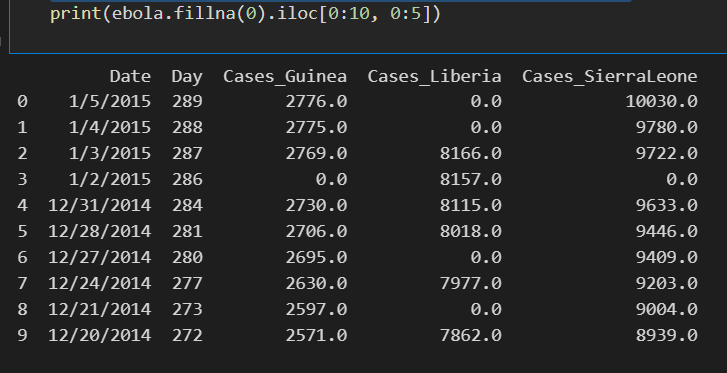 print(ebola.fillna(0).iloc[0:10, 0:5])
Date Day Cases_Guinea Cases_Liberia Cases_SierraLeone
0 1/5/2015 289 2776.0 0.0 10030.0
1 1/4/2015 288 2775.0 0.0 9780.0
2 1/3/2015 287 2769.0 8166.0 9722.0
3 1/2/2015 286 0.0 8157.0 0.0
4 12/31/2014 284 2730.0 8115.0 9633.0
5 12/28/2014 281 2706.0 8018.0 9446.0
6 12/27/2014 280 2695.0 0.0 9409.0
7 12/24/2014 277 2630.0 7977.0 9203.0
8 12/21/2014 273 2597.0 0.0 9004.0
9 12/20/2014 272 2571.0 7862.0 8939.0